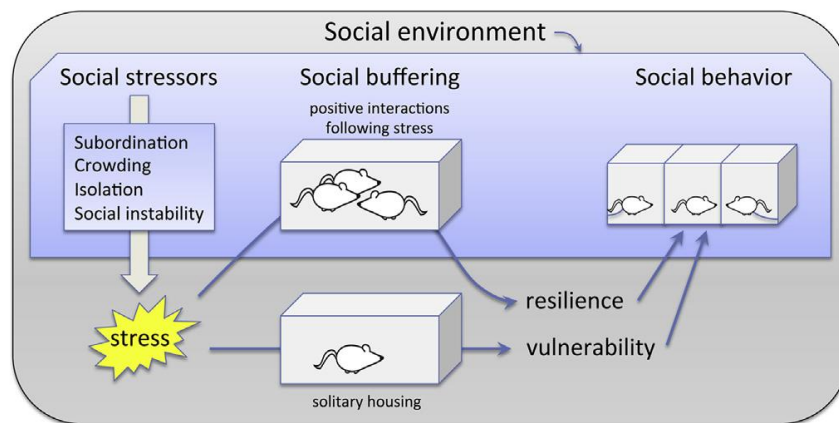 Social environment
Social stressors
Social buffering
Social behavior
positive interactions
following stress
Subordination
Crowding
Isolation
Social instability
resilience
stress
vulnerability
solitary housing